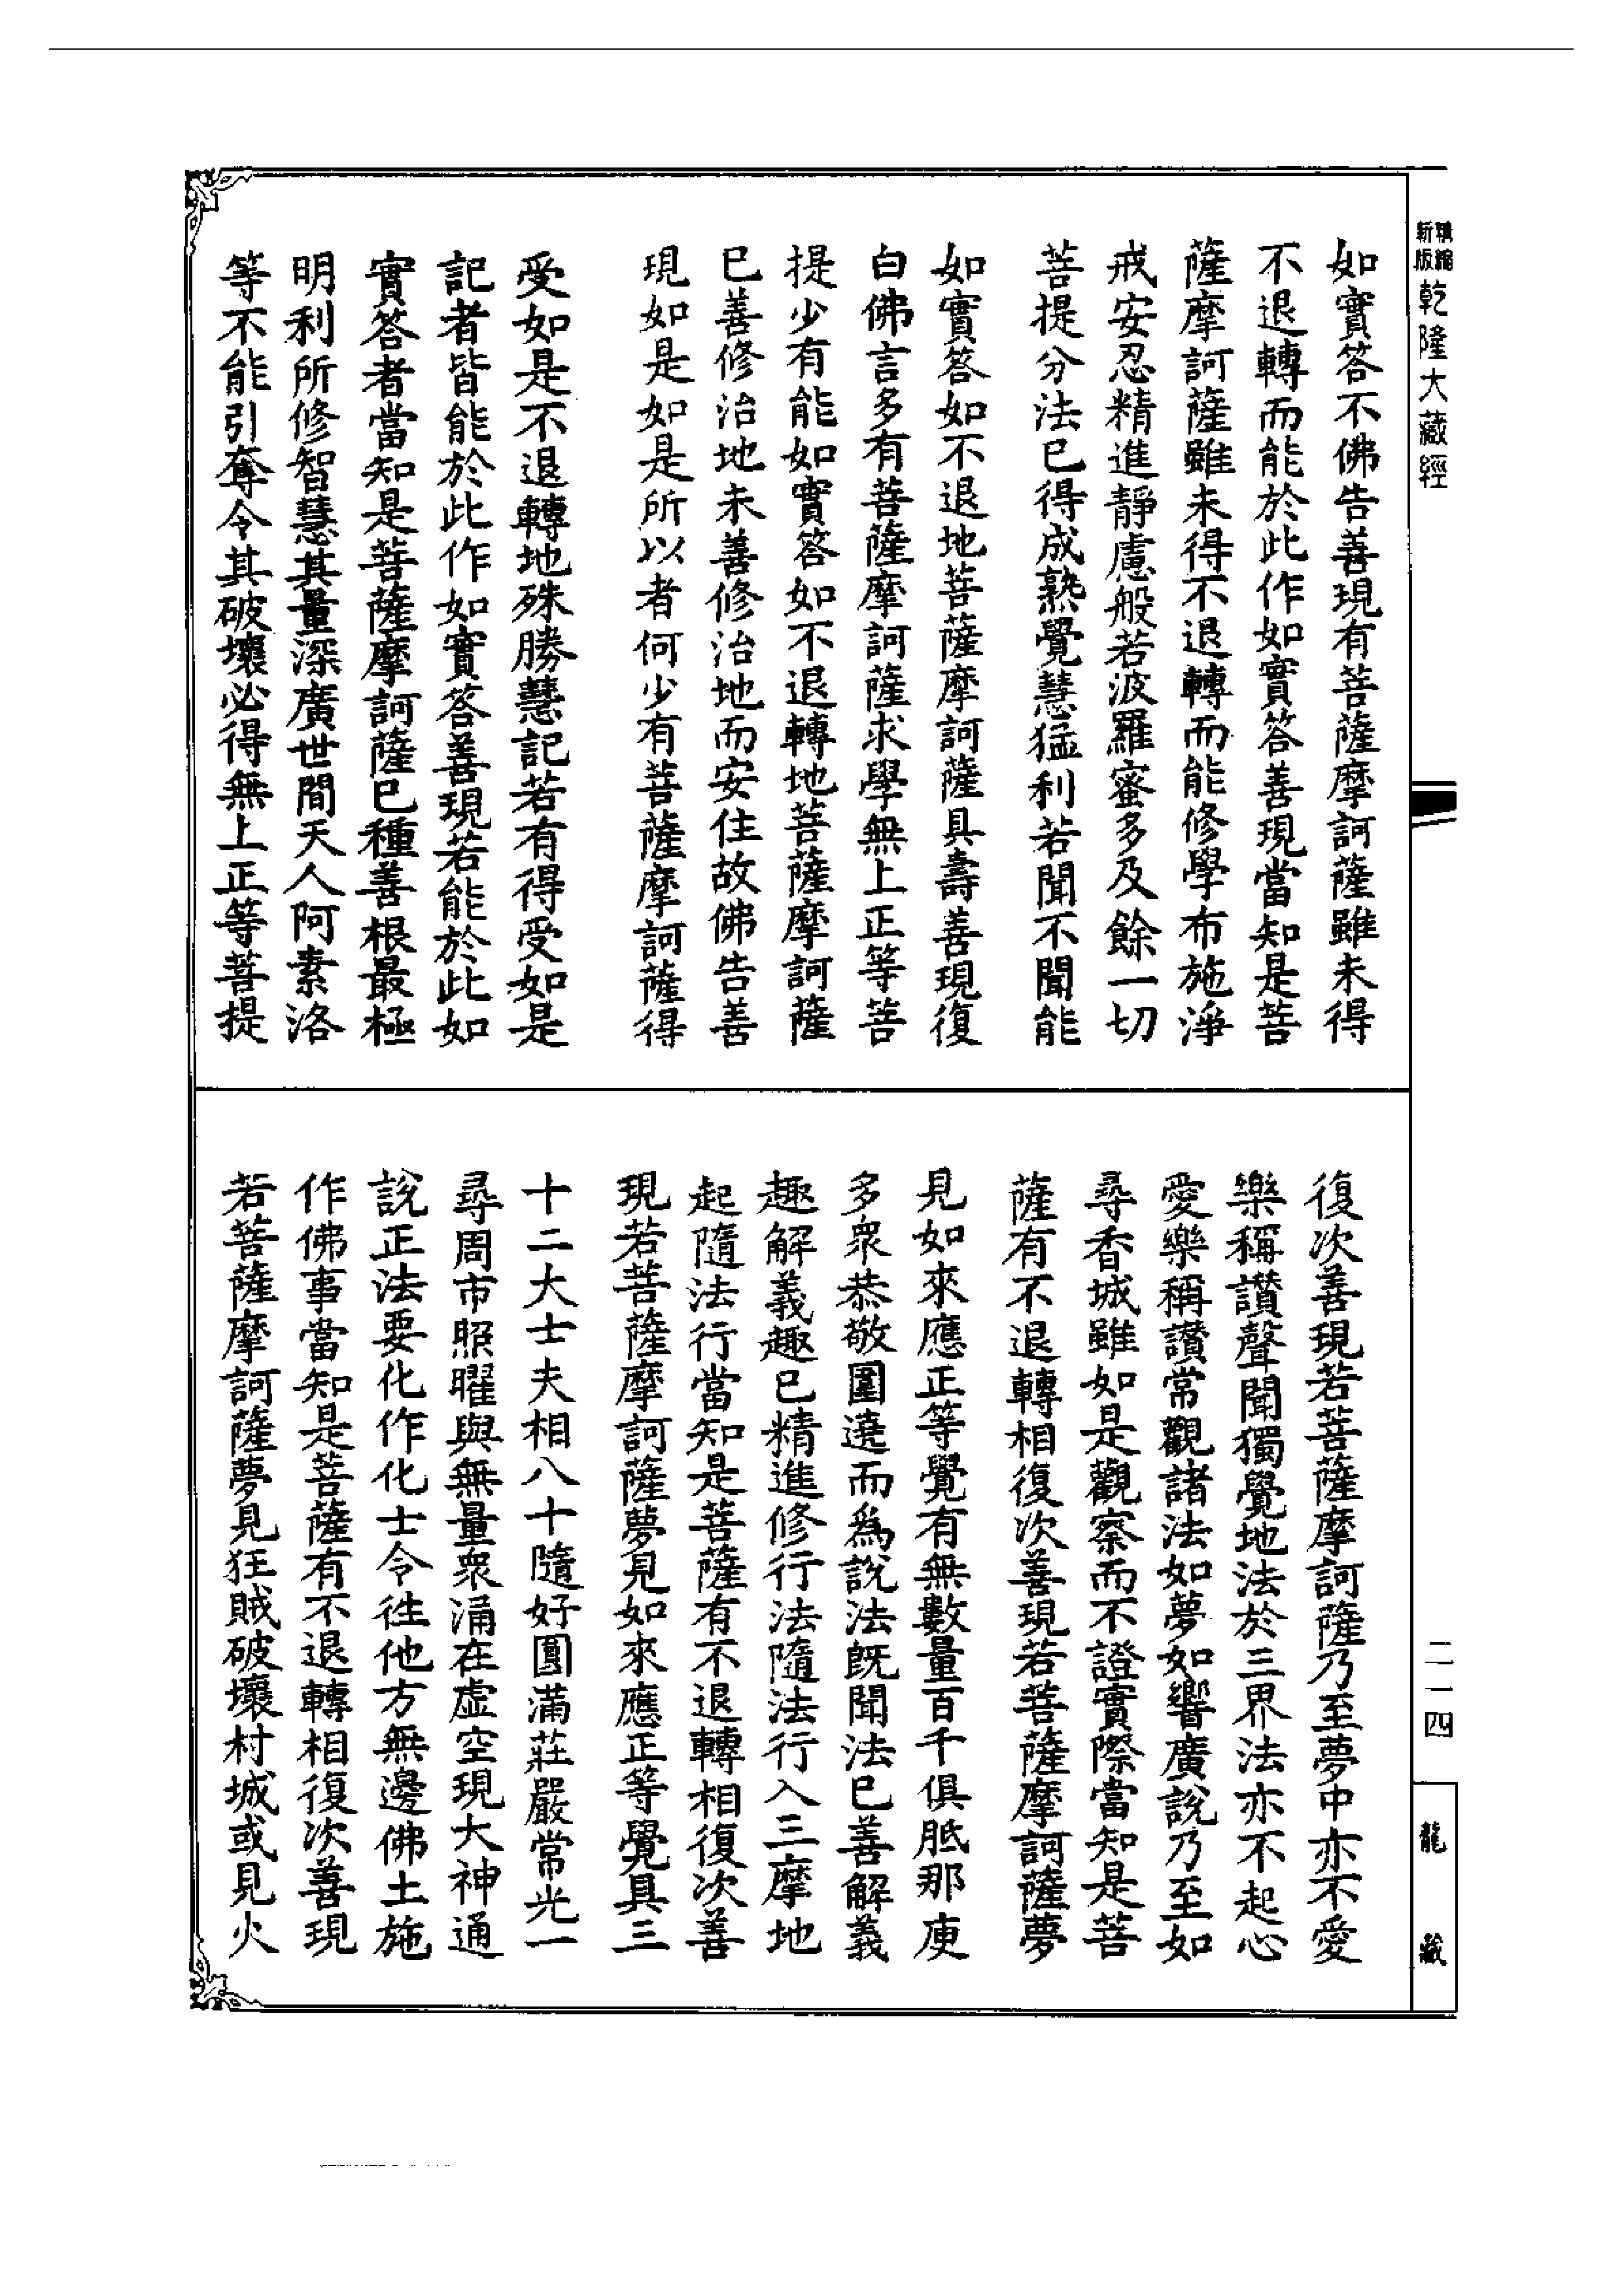 精縮新版乾隆大藏經
如實答不佛告善現有菩薩摩訶薩雖未得
不退轉而能於此作如實答善現當知是菩
薩摩訶薩雖未得不退轉而能修學布施淨
戒安忍精進靜慮般若波羅蜜多及餘一切
菩提分法已得成熟覺慧猛利若聞不聞能
如實答如不退地菩薩摩訶薩具壽善現復
白佛言多有菩薩摩訶薩求學無上正等菩
提少有能如實答如不退轉地菩薩摩訶薩
已善修治地未善修治地而安住故佛告善
現如是如是所以者何少有菩薩摩訶薩得
受如是不退轉地殊勝慧記若有得受如是
記者皆能於此作如實答善現若能於此如
實答者當知是菩薩摩訶薩已種善根最極
明利所修智慧其量深廣世間天人阿素洛
等不能引奪令其破壞必得無上正等菩提
復次善現若菩薩摩訶薩乃至夢中亦不愛
樂稱讚聲聞獨覺地法於三界法亦不起心
愛樂稱讚常觀諸法如夢如響廣說乃至如
尋香城雖如是觀察而不證實際當知是菩
薩有不退轉相復次善現若菩薩摩訶薩夢
見如來應正等覺有無數量百千俱胝那庾
多衆恭敬圍遶而爲說法既聞法已善解義
趣解義趣已精進修行法隨法行入三摩地
起隨法行當知是菩薩有不退轉相復次善
現若菩薩摩訶薩夢見如來應正等覺具三
十二大士夫相八十隨好圓滿莊嚴常光一
尋周帀照曜與無量衆涌在虛空現大神通
說正法要化作化士令徃他方無邊佛土施
作佛事當知是菩薩有不退轉相復次善現
若菩薩摩訶薩夢見狂賊破壞村城或見火
二一四
龍藏